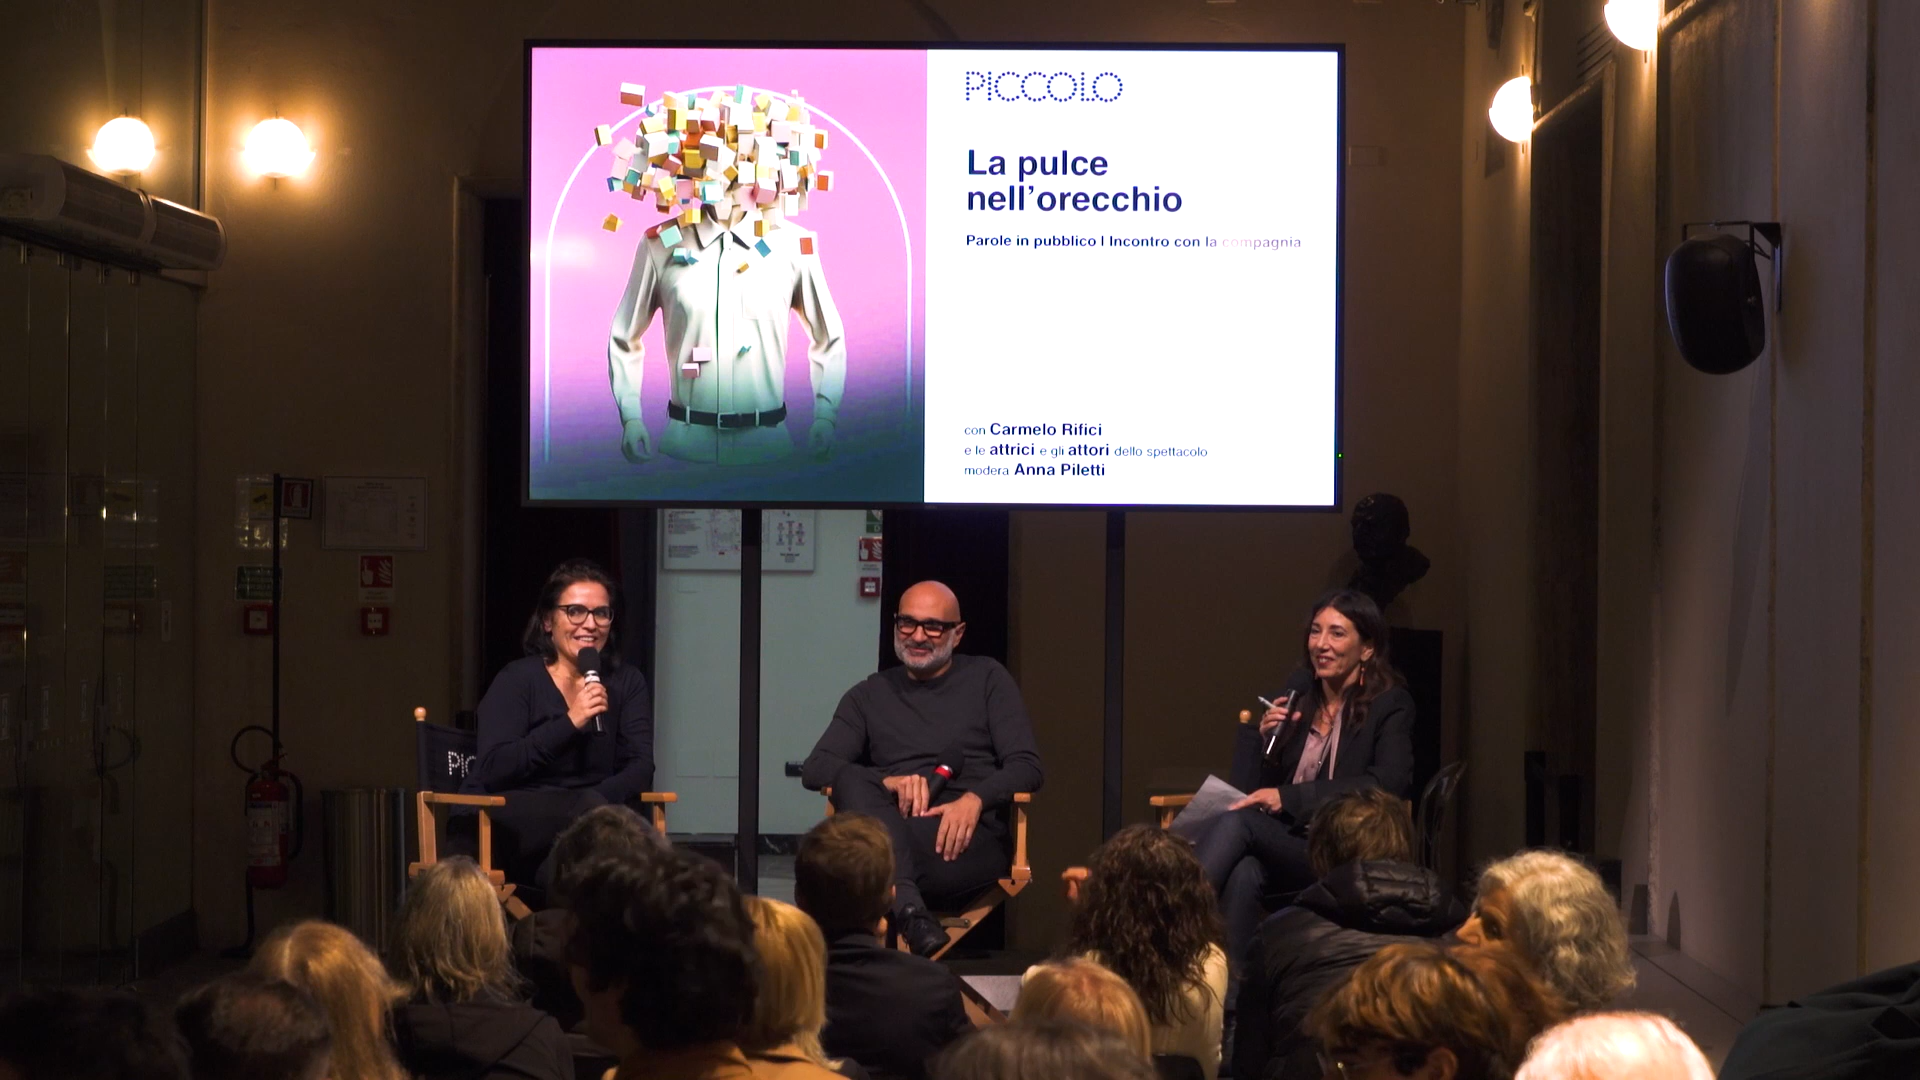 PICCOLO
La pulce
nell'orecchio
Parole in pubblico | Incontro con la compagnia
con Carmelo Rifici
e le attrici e gli attori dello spettacolo
modera Anna Piletti
PIC